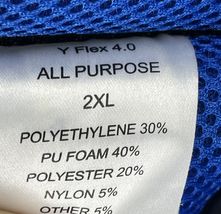 Y Flex 4.0
ALL PURPOSE
2XL
POLYETHYLENE 30%
PU FOAM 40%
POLYESTER 20%
NYLON 5%
OTHER 5%